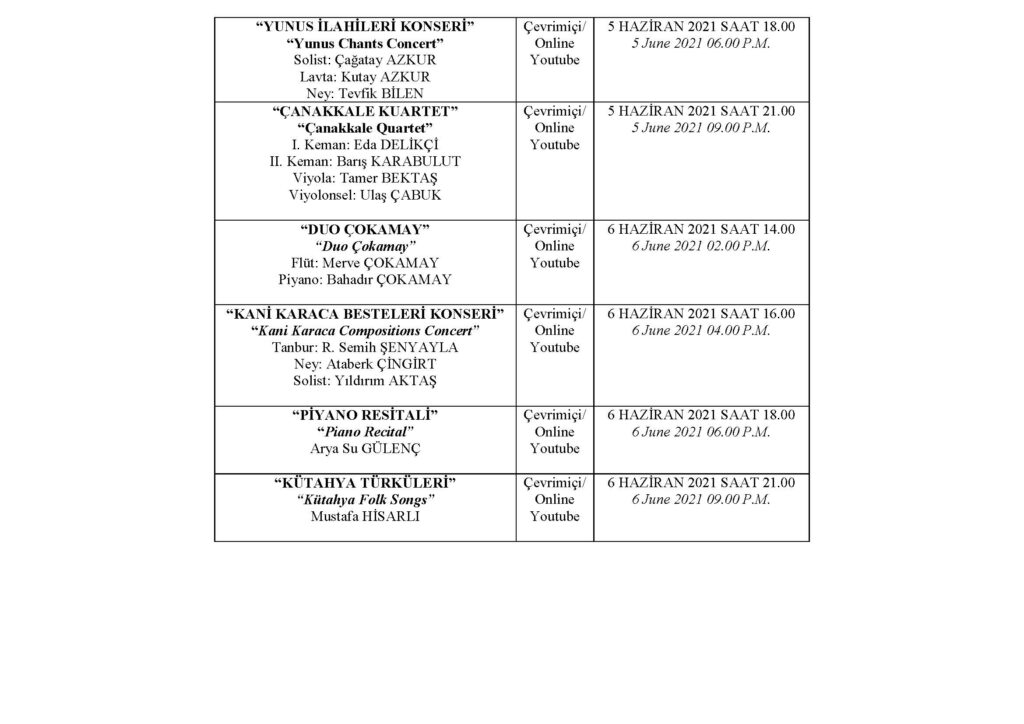 “YUNUS İLAHİLERİ KONSERİ”
“Yunus Chants Concert”
Solist: Çağatay AZKUR
Lavta: Kutay AZKUR
Ney: Tevfik BİLEN
Çevrimiçi/
Online
Youtube
5 HAZİRAN 2021 SAAT 18.00
5 June 2021 06.00 P.M.
“ÇANAKKALE KUARTET”
“Çanakkale Quartet”
I. Keman: Eda DELİKÇİ
II. Keman: Barış KARABULUT
Viyola: Tamer BEKTAŞ
Viyolonsel: Ulaş ÇABUK
Çevrimiçi/
Online
Youtube
5 HAZİRAN 2021 SAAT 21.00
5 June 2021 09.00 P.M.
“DUO ÇOKAMAY”
“Duo Çokamay”
Flüt: Merve ÇOKAMAY
Piyano: Bahadır ÇOKAMAY
Çevrimiçi/
Online
Youtube
6 HAZİRAN 2021 SAAT 14.00
6 June 2021 02.00 P.M.
“KANİ KARACA BESTELERİ KONSERİ”
“Kani Karaca Compositions Concert”
Tanbur: R. Semih ŞENYAYLA
Ney: Ataberk ÇİNGİRT
Solist: Yıldırım AKTAŞ
Çevrimiçi/
Online
Youtube
6 HAZİRAN 2021 SAAT 16.00
6 June 2021 04.00 P.M.
“PİYANO RESİTALİ”
“Piano Recital”
Arya Su GÜLENÇ
Çevrimiçi/
Online
Youtube
6 HAZİRAN 2021 SAAT 18.00
6 June 2021 06.00 P.M.
“KÜTAHYA TÜRKÜLERİ”
“Kütahya Folk Songs”
Mustafa HİSARLI
Çevrimiçi/
Online
Youtube
6 HAZİRAN 2021 SAAT 21.00
6 June 2021 09.00 P.M.